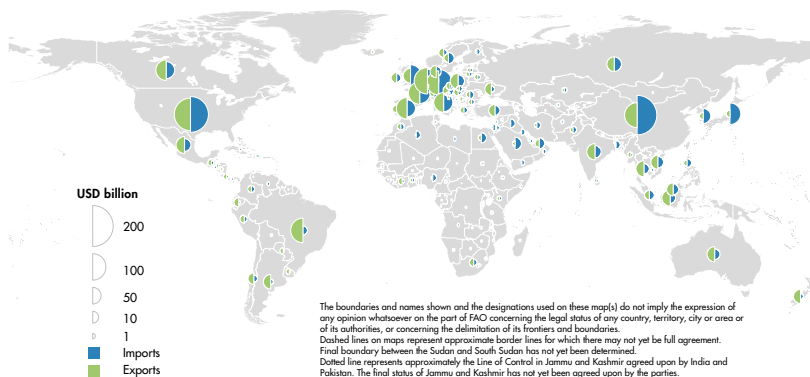 USD billion
200
100
50
10
1
Imports
Exports
The boundaries and names shown and the designations used on these map(s) do not imply the expression of
any opinion whatsoever on the part of FAO concerning the legal status of any country, territory, city or area or
of its authorities, or concerning the delimitation of its frontiers and boundaries.
Dashed lines on maps represent approximate border lines for which there may not yet be full agreement.
Final boundary between the Sudan and South Sudan has not yet been determined.
Dotted line represents approximately the Line of Control in Jammu and Kashmir agreed upon by India and
Pakistan. The final status of Jammu and Kashmir has not yet been agreed upon by the parties.